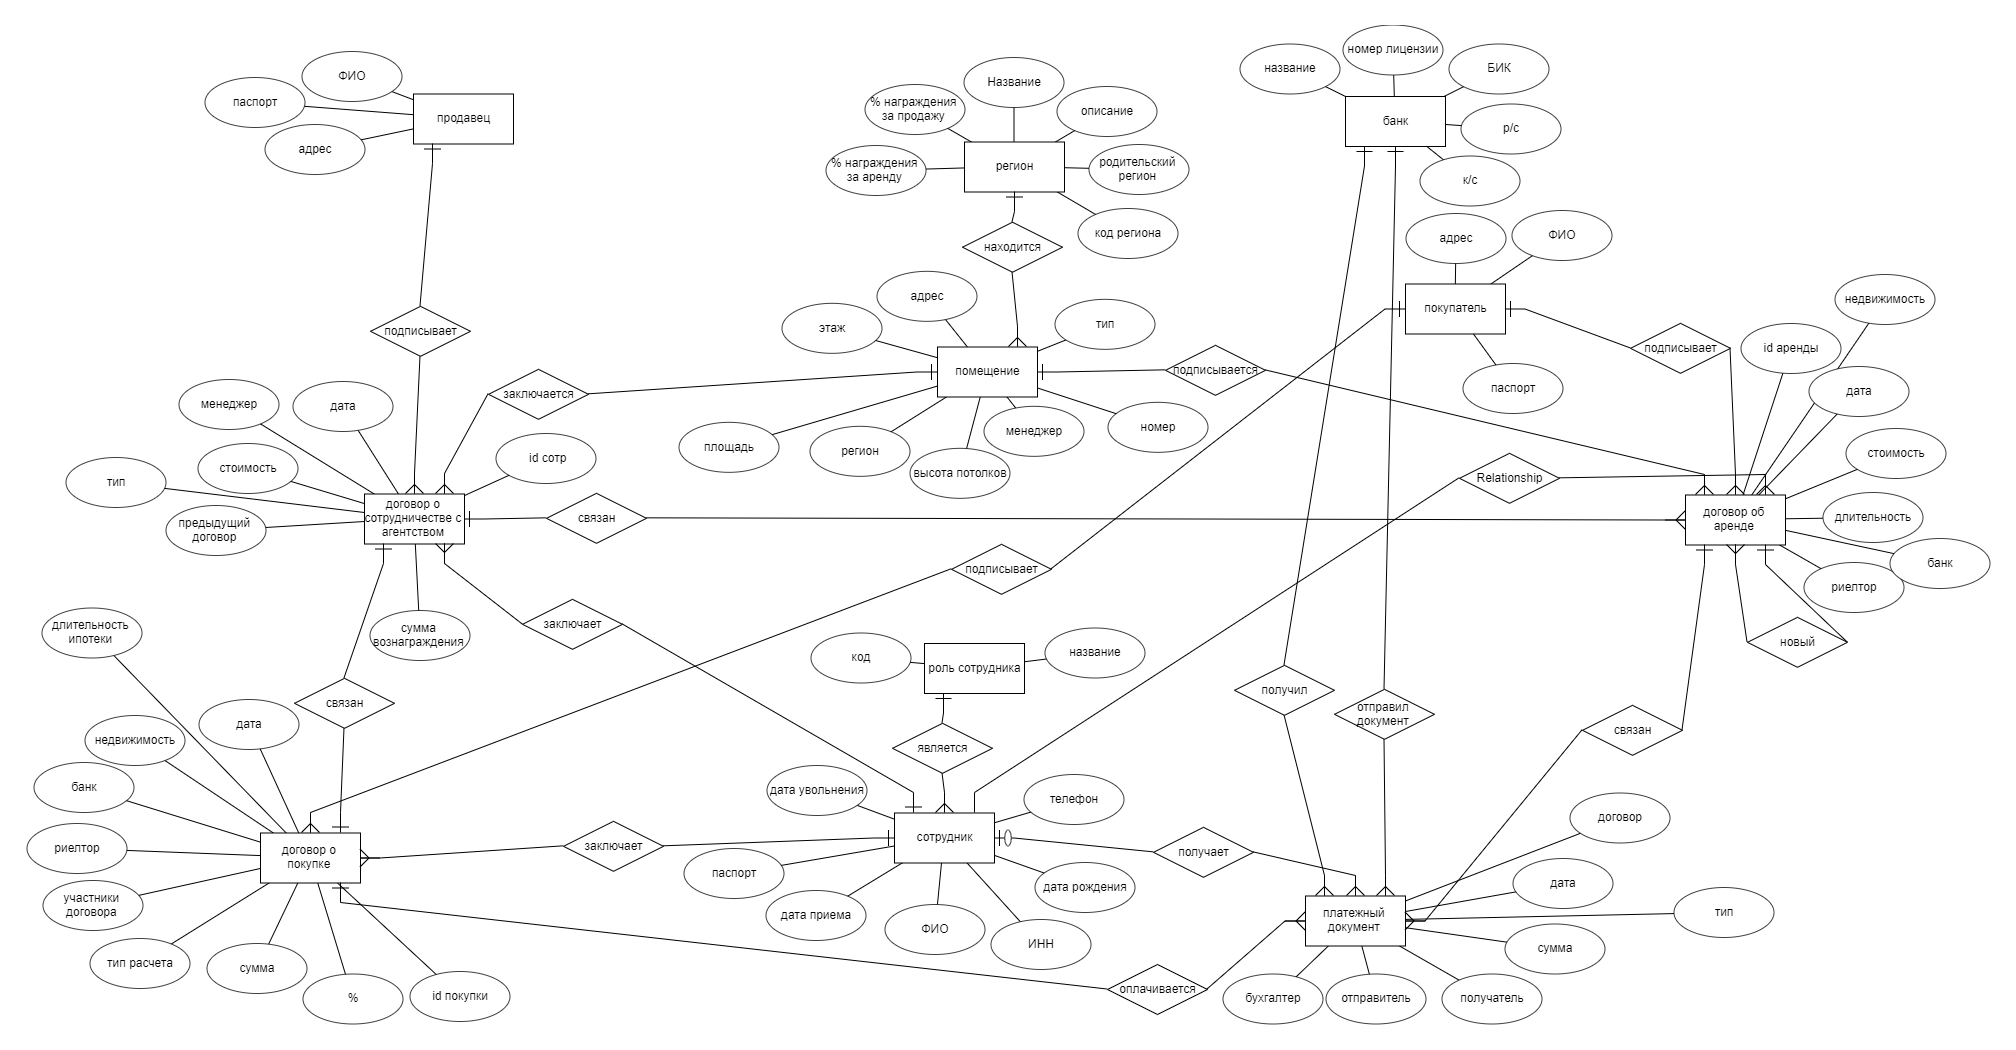 номер лицензии
название
БИК
ФИО
Название
паспорт
% награждения
за продажу
описание
продавец
банк
р/с
адрес
% награждения
за аренду
регион
родительский
регион
к/с
код региона
адрес
ФИО
находится
адрес
недвижимость
этаж
тип
покупатель
подписывает
подписывает
id аренды
заключается
помещение
подписывается
паспорт
дата
менеджер
дата
менеджер
номер
площадь
регион
стоимость
id сотр
высота потолков
стоимость
тип
Relationship
предыдущий
договор
договор о
сотрудничестве с
агентством
связан
договор об
аренде
длительность
подписывает
банк
риелтор
длительность
ипотеки
сумма
вознаграждения
заключает
код
название
роль сотрудника
новый
получил
связан
отправил
документ
дата
связан
недвижимость
является
банк
дата увольнения
телефон
договор
риелтор
договор о
покупке
заключает
сотрудник
получает
участники
договора
паспорт
дата рождения
дата
дата приема
платежный
документ
тип
ФИО
ИНН
сумма
тип расчета
сумма
оплачивается
%
id покупки
бухгалтер
отправитель
получатель